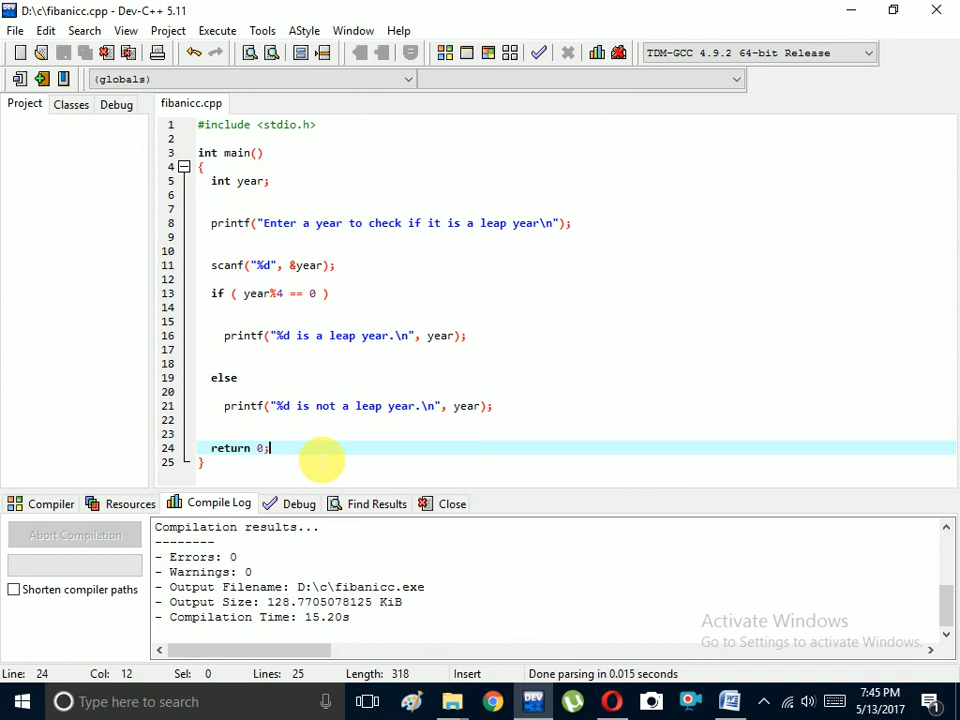 D:\c\fibanicc.cpp - Dev-C++ 5.11
File Edit Search View Project Execute Tools AStyle Window Help
TDM-GCC 4.9.2 64-bit Release
(globals)
Project Classes Debug fibanicc.cpp
1 #include <stdio.h>
2
3 int main()
4 {
5 int year;
6
7
8 printf("Enter a year to check if it is a leap year\n");
9
10
11 scanf("%d", &year);
12
13 if ( year%4 == 0 )
14
15
16 printf("%d is a leap year.\n", year);
17
18
19 else
20
21 printf("%d is not a leap year.\n", year);
22
23
24 return 0;
25 }
Compiler Resources Compile Log Debug Find Results Close
Abort Compilation
Shorten compiler paths
Compilation results...
--------
- Errors: 0
- Warnings: 0
- Output Filename: D:\c\fibanicc.exe
- Output Size: 128.7705078125 KiB
- Compilation Time: 15.20s
Activate Windows
Go to Settings to activate Windows.
Line: 24 Col: 12 Sel: 0 Lines: 25 Length: 318 Insert Done parsing in 0.015 seconds
Type here to search
DEV
7:45 PM
5/13/2017
1